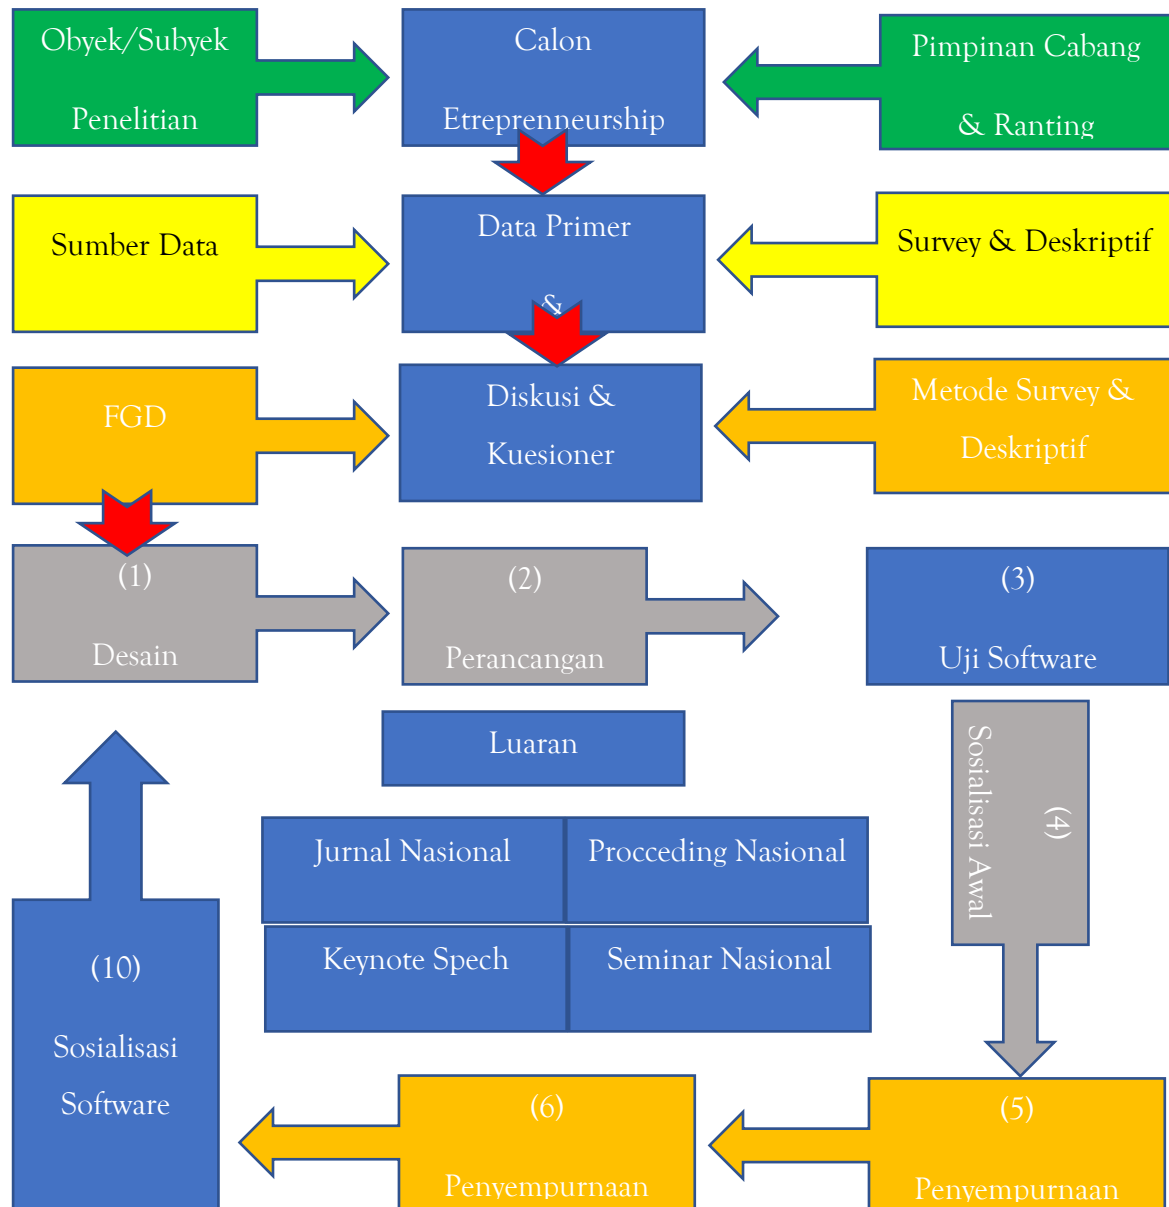 Obyek/Subyek
Penelitian
Calon
Etreprenneurship
Pimpinan Cabang
& Ranting
Sumber Data
Data Primer
&
Survey & Deskriptif
FGD
Diskusi &
Kuesioner
Metode Survey &
Deskriptif
(1)
Desain
(2)
Perancangan
(3)
Uji Software
Luaran
(4)
Sosialisasi Awal
Jurnal Nasional
Procceding Nasional
Keynote Spech
Seminar Nasional
(10)
Sosialisasi
Software
(6)
Penyempurnaan
(5)
Penyempurnaan